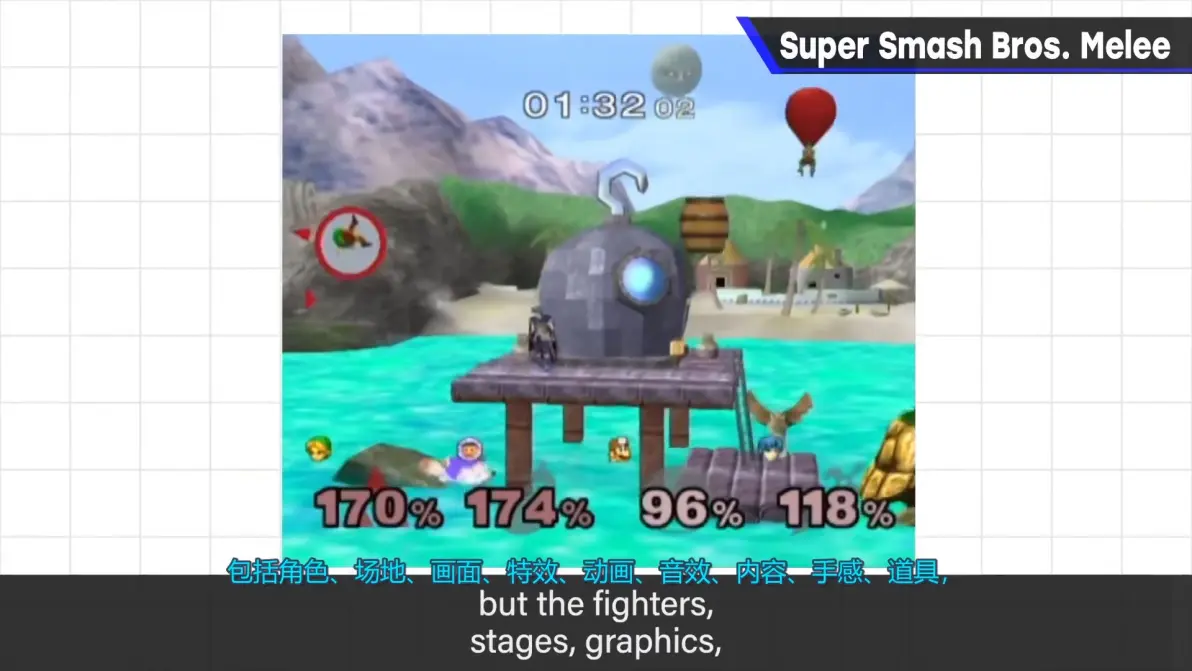 Super Smash Bros. Melee
01:32 02
170% 174% 96% 118%
包括角色、场地、画面、特效、动画、音效、内容、手感、道具,
but the fighters,
stages, graphics,